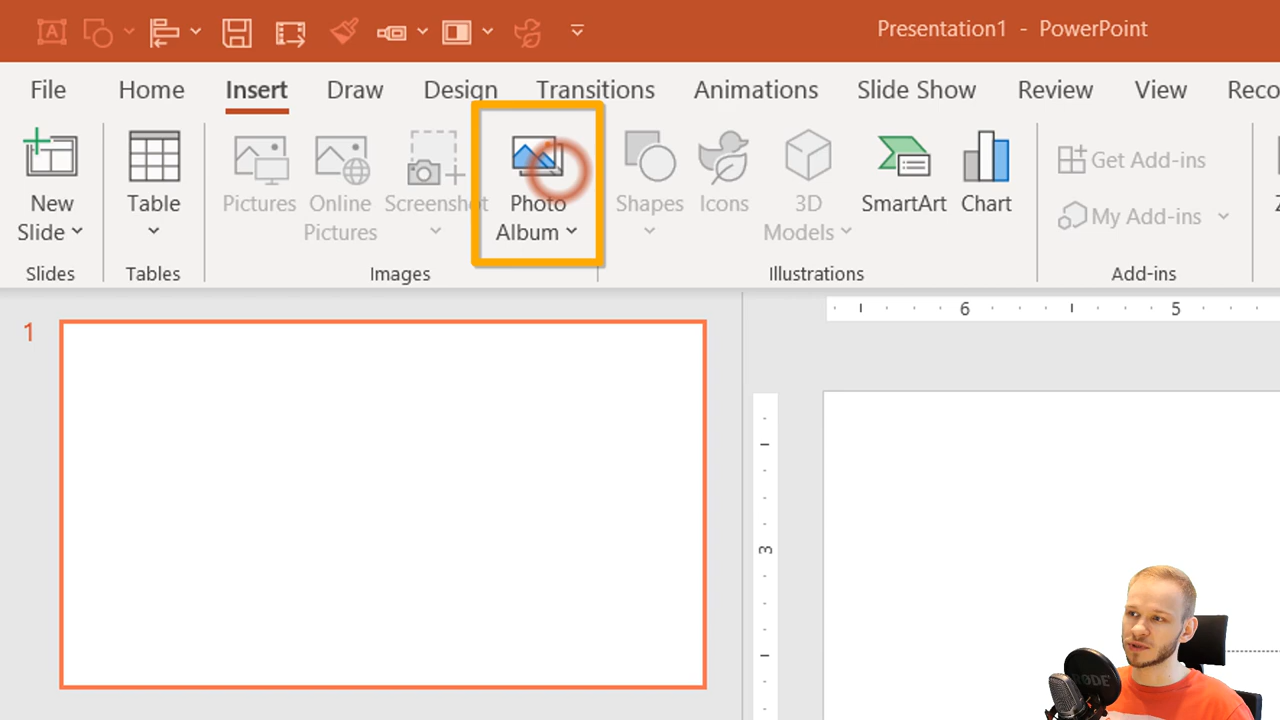 A
Presentation1 - PowerPoint
File Home Insert Draw Design Transitions Animations Slide Show Review View Reco
New Slide
Table
Pictures
Online Pictures
Screenshot
Photo Album
Shapes
Icons
3D Models
SmartArt
Chart
Get Add-ins
My Add-ins
Slides Tables Images Illustrations Add-ins
1
6 5
3
RODE